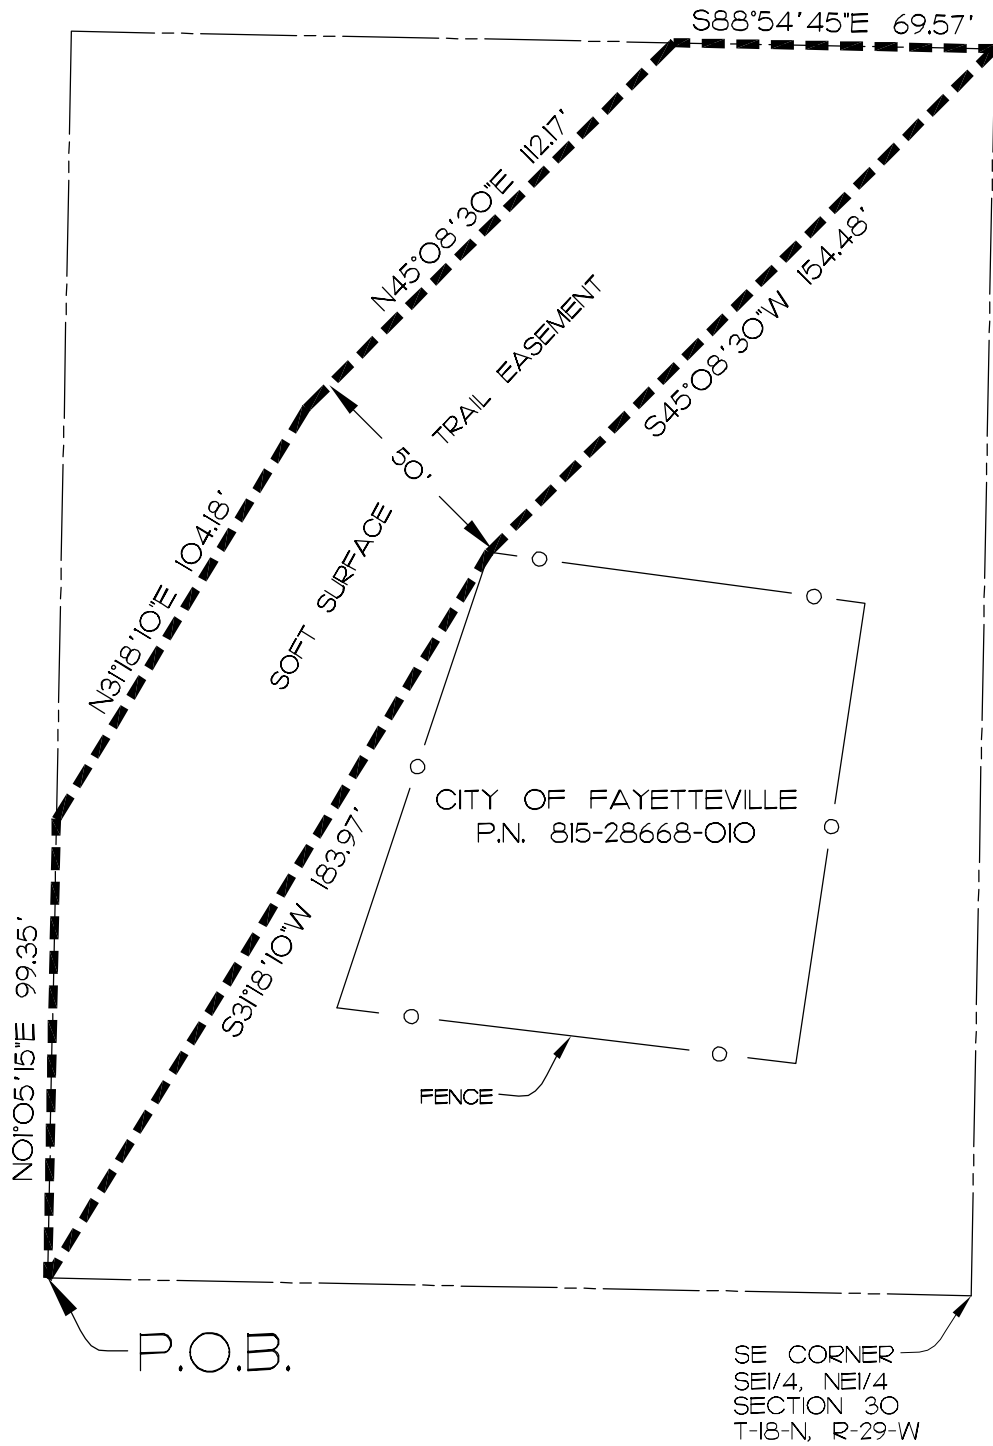 S88°54'45"E 69.57'
N45°08'30"E 112.17'
S45°08'30"W 154.48'
SOFT SURFACE TRAIL EASEMENT
50'
N31°18'10"E 104.18'
CITY OF FAYETTEVILLE
P.N. 815-28668-010
S31°18'10"W 183.97'
N01°05'15"E 99.35'
FENCE
P.O.B.
SE CORNER
SE1/4, NE1/4
SECTION 30
T-18-N, R-29-W